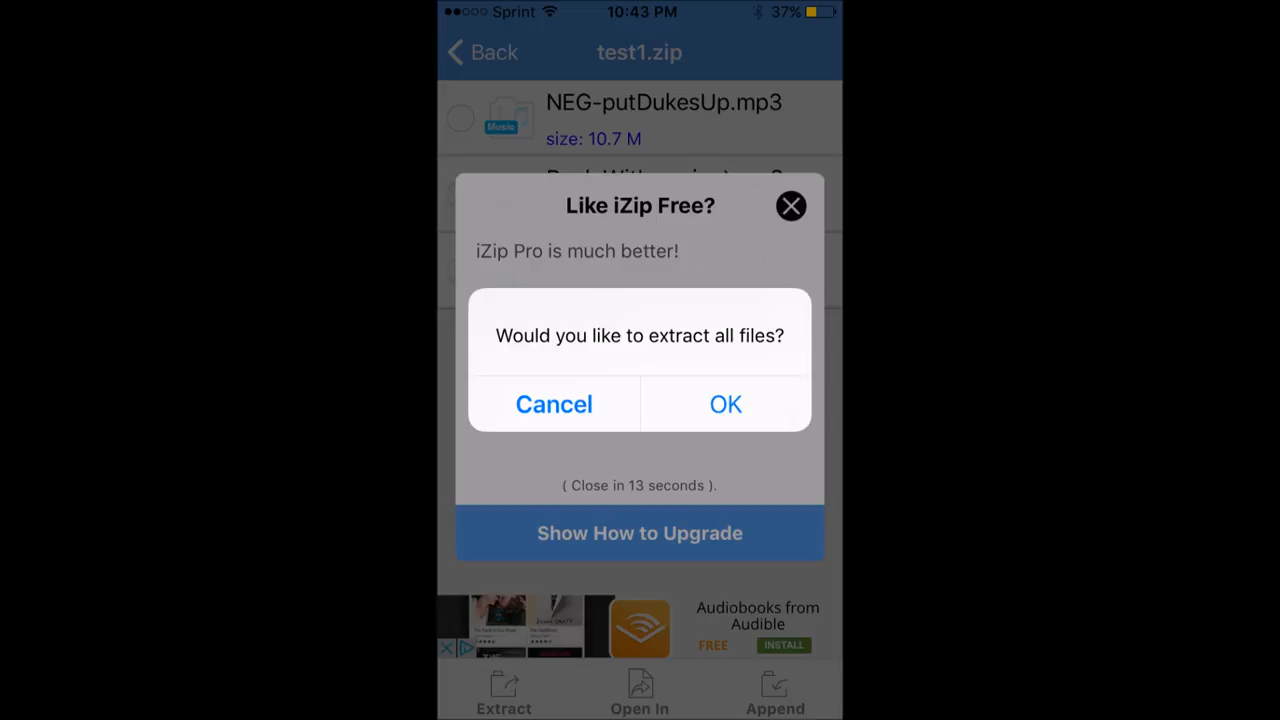 Sprint
10:43 PM
37%
Back
test1.zip
NEG-putDukesUp.mp3
Music
size: 10.7 M
Like iZip Free?
iZip Pro is much better!
Would you like to extract all files?
Cancel
OK
( Close in 13 seconds ).
Show How to Upgrade
Audiobooks from
Audible
FREE
INSTALL
Extract
Open In
Append